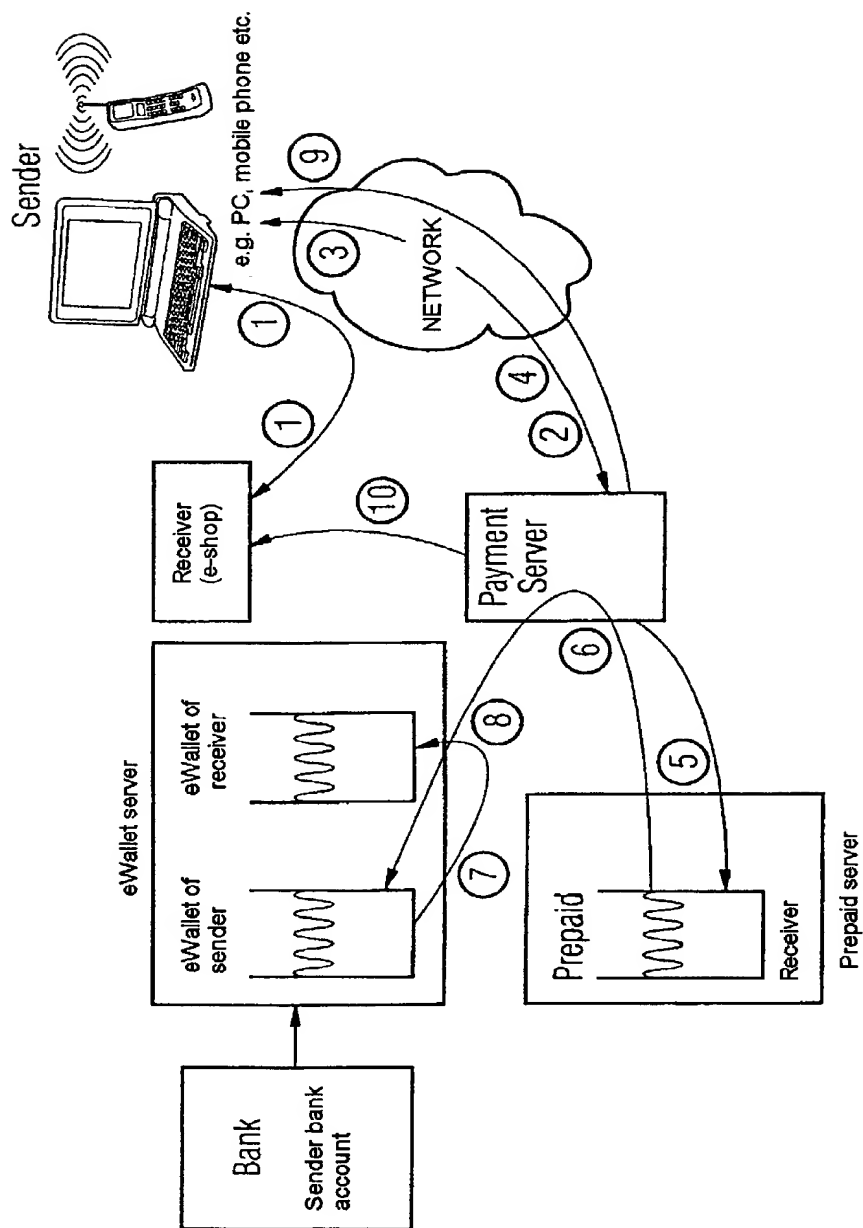 Sender
e.g. PC, mobile phone etc.
1
9
3
NETWORK
4
2
1
Receiver
(e-shop)
10
Payment
Server
6
5
eWallet server
eWallet of
sender
eWallet of
receiver
7
8
Prepaid
Receiver
Prepaid server
Bank
Sender bank
account